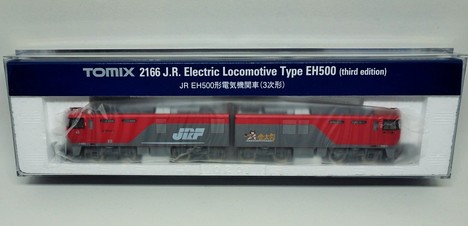 TOMIX 2166 J.R. Electric Locomotive Type EH500 (third edition)
JR EH500形電気機関車(3次形)
JRF